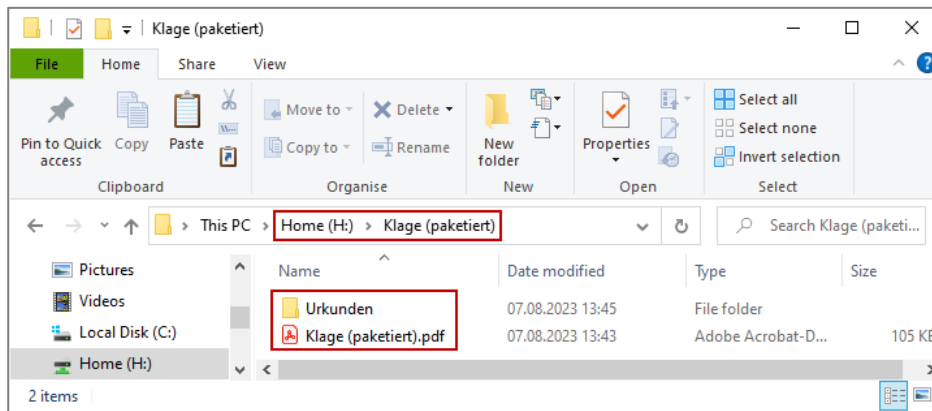 Klage (paketiert)
File Home Share View
Pin to Quick access Copy Paste
Move to Copy to Delete Rename
New folder
Properties
Select all
Select none
Invert selection
Clipboard Organise New Open Select
This PC > Home (H:) > Klage (paketiert)
Search Klage (paketi...
Pictures
Videos
Local Disk (C:)
Home (H:)
Name Date modified Type Size
Urkunden 07.08.2023 13:45 File folder
Klage (paketiert).pdf 07.08.2023 13:43 Adobe Acrobat-D... 105 KE
2 items